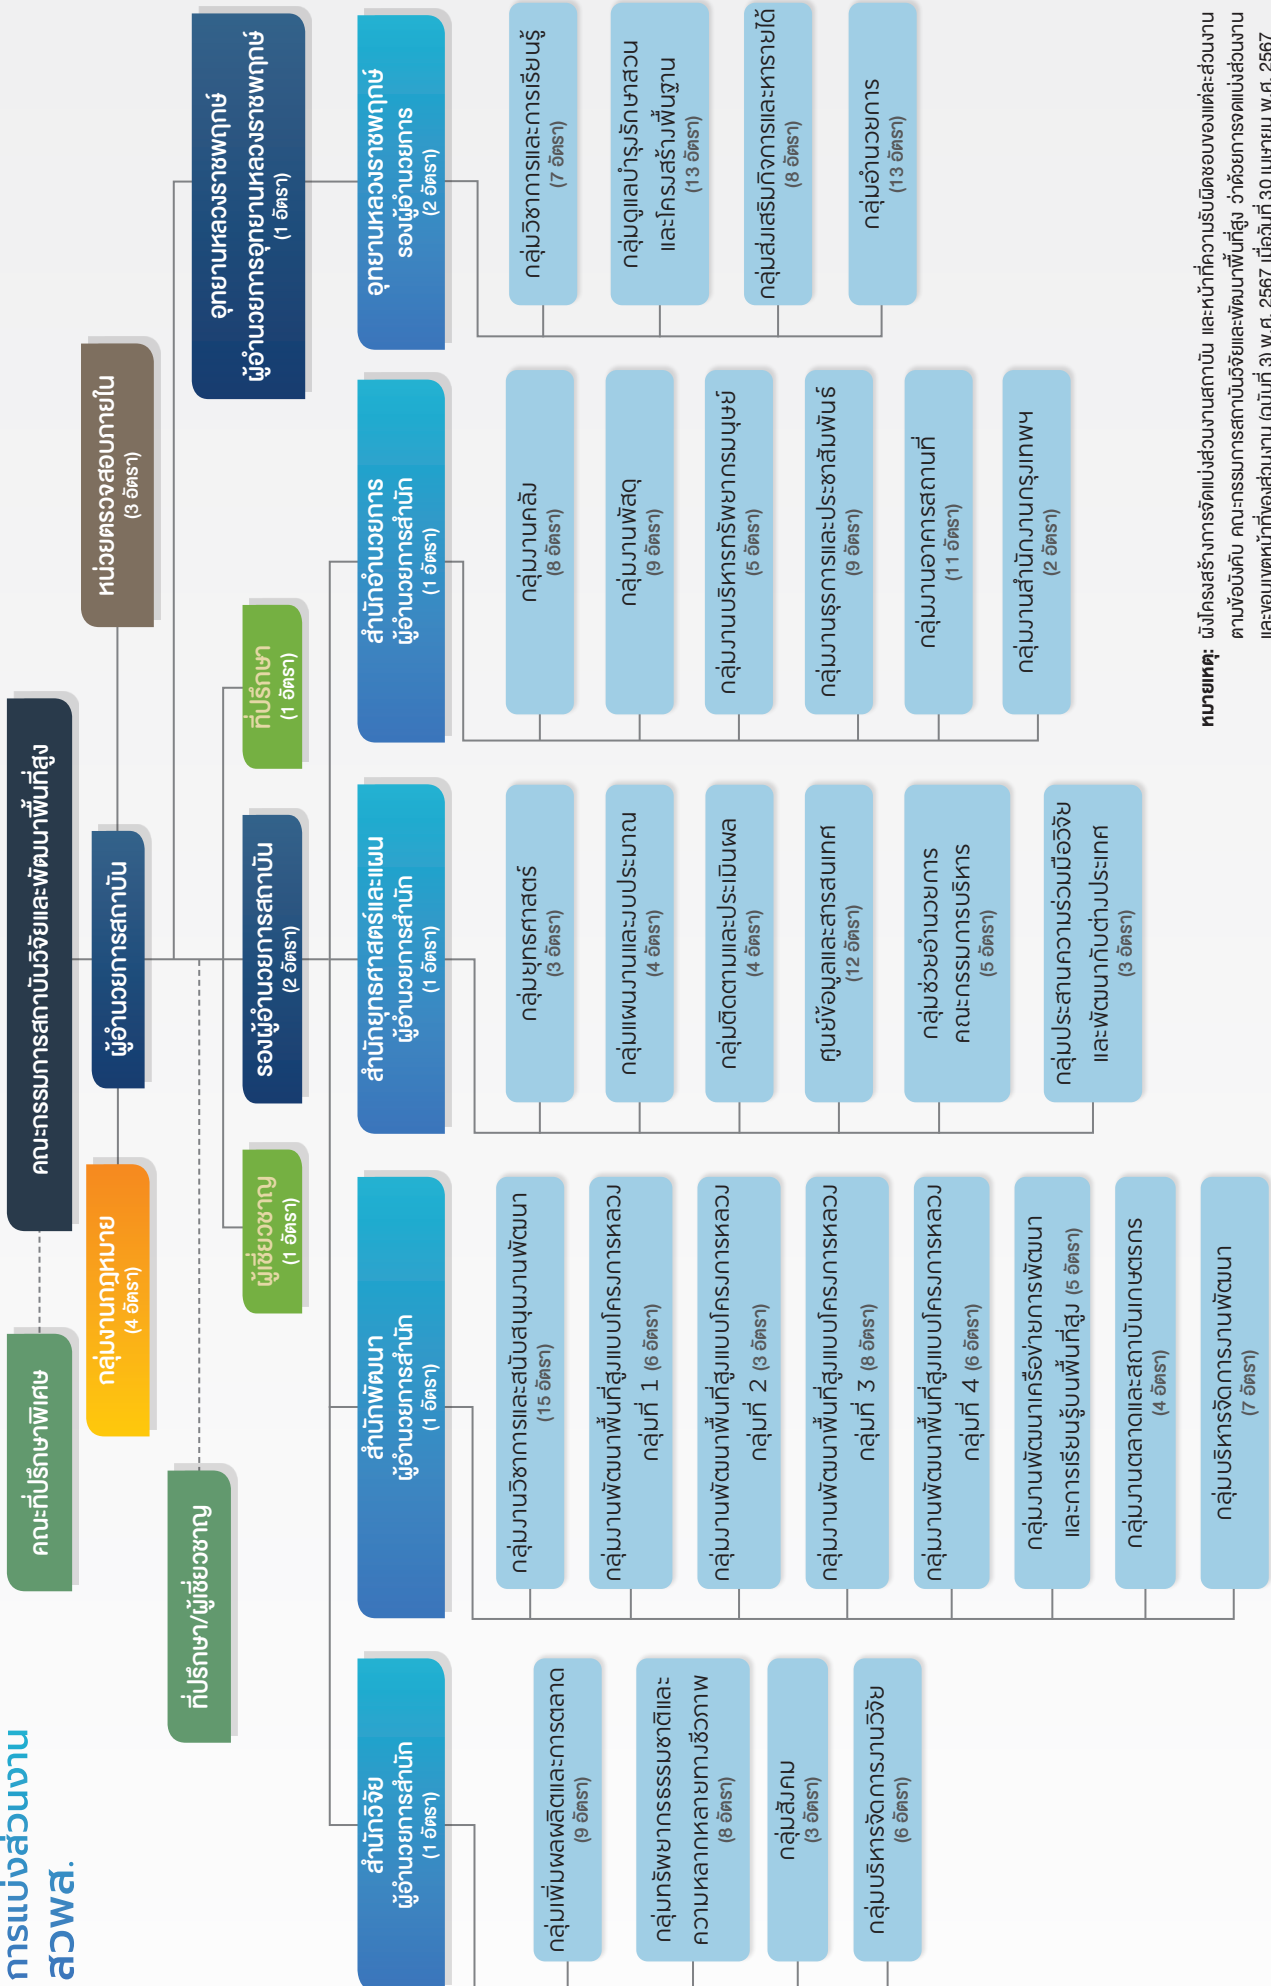 การแบ่งส่วนงาน
สวพส.
คณะกรรมการสถาบันวิจัยและพัฒนาพื้นที่สูง
คณะที่ปรึกษาพิเศษ
ผู้อำนวยการสถาบัน
กลุ่มงานกฎหมาย
(4 อัตรา)
หน่วยตรวจสอบภายใน
(3 อัตรา)
ที่ปรึกษา/ผู้เชี่ยวชาญ
อุทยานหลวงราชพฤกษ์
ผู้อำนวยการอุทยานหลวงราชพฤกษ์
(1 อัตรา)
ผู้เชี่ยวชาญ
(1 อัตรา)
รองผู้อำนวยการสถาบัน
(2 อัตรา)
ที่ปรึกษา
(1 อัตรา)
สำนักวิจัย
ผู้อำนวยการสำนัก
(1 อัตรา)
กลุ่มเพิ่มผลผลิตและการตลาด
(9 อัตรา)
กลุ่มทรัพยากรธรรมชาติและ
ความหลากหลายทางชีวภาพ
(8 อัตรา)
กลุ่มสังคม
(3 อัตรา)
กลุ่มบริหารจัดการงานวิจัย
(6 อัตรา)
สำนักพัฒนา
ผู้อำนวยการสำนัก
(1 อัตรา)
กลุ่มงานวิชาการและสนับสนุนงานพัฒนา
(15 อัตรา)
กลุ่มงานพัฒนาพื้นที่สูงแบบโครงการหลวง
กลุ่มที่ 1 (6 อัตรา)
กลุ่มงานพัฒนาพื้นที่สูงแบบโครงการหลวง
กลุ่มที่ 2 (3 อัตรา)
กลุ่มงานพัฒนาพื้นที่สูงแบบโครงการหลวง
กลุ่มที่ 3 (8 อัตรา)
กลุ่มงานพัฒนาพื้นที่สูงแบบโครงการหลวง
กลุ่มที่ 4 (6 อัตรา)
กลุ่มงานพัฒนาเครือข่ายการพัฒนา
และการเรียนรู้บนพื้นที่สูง (5 อัตรา)
กลุ่มงานตลาดและสถาบันเกษตรกร
(4 อัตรา)
กลุ่มบริหารจัดการงานพัฒนา
(7 อัตรา)
สำนักยุทธศาสตร์และแผน
ผู้อำนวยการสำนัก
(1 อัตรา)
กลุ่มยุทธศาสตร์
(3 อัตรา)
กลุ่มแผนงานและงบประมาณ
(4 อัตรา)
กลุ่มติดตามและประเมินผล
(4 อัตรา)
ศูนย์ข้อมูลและสารสนเทศ
(12 อัตรา)
กลุ่มช่วยอำนวยการ
คณะกรรมการบริหาร
(5 อัตรา)
กลุ่มประสานความร่วมมือวิจัย
และพัฒนากับต่างประเทศ
(3 อัตรา)
สำนักอำนวยการ
ผู้อำนวยการสำนัก
(1 อัตรา)
กลุ่มงานคลัง
(8 อัตรา)
กลุ่มงานพัสดุ
(9 อัตรา)
กลุ่มงานบริหารทรัพยากรมนุษย์
(5 อัตรา)
กลุ่มงานธุรการและประชาสัมพันธ์
(9 อัตรา)
กลุ่มงานอาคารสถานที่
(11 อัตรา)
กลุ่มงานสำนักงานกรุงเทพฯ
(2 อัตรา)
อุทยานหลวงราชพฤกษ์
รองผู้อำนวยการ
(2 อัตรา)
กลุ่มวิชาการและการเรียนรู้
(7 อัตรา)
กลุ่มดูแลบำรุงรักษาสวน
และโครงสร้างพื้นฐาน
(13 อัตรา)
กลุ่มส่งเสริมกิจการและหารายได้
(8 อัตรา)
กลุ่มอำนวยการ
(13 อัตรา)
หมายเหตุ: ผังโครงสร้างการจัดแบ่งส่วนงานสถาบัน และหน้าที่ความรับผิดชอบของแต่ละส่วนงาน
ตามข้อบังคับ คณะกรรมการสถาบันวิจัยและพัฒนาพื้นที่สูง ว่าด้วยการจัดแบ่งส่วนงาน
และขอบเขตหน้าที่ของส่วนงาน (ฉบับที่ 3) พ.ศ. 2567 เมื่อวันที่ 30 เมษายน พ.ศ. 2567